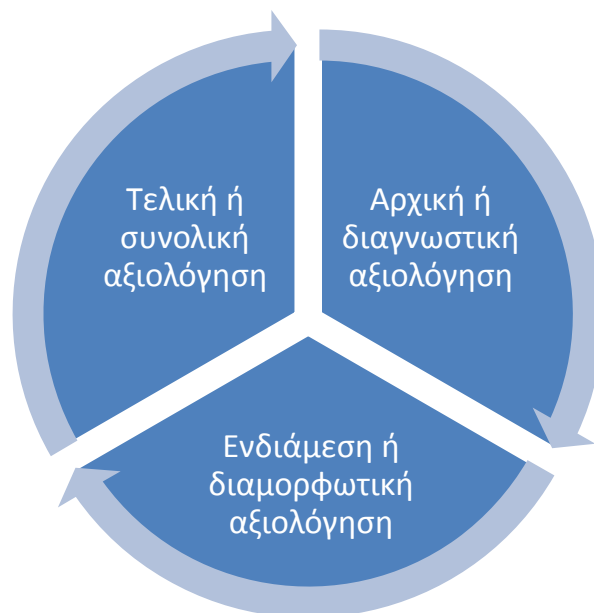 Τελική ή
συνολική
αξιολόγηση
Αρχική ή
διαγνωστική
αξιολόγηση
Ενδιάμεση ή
διαμορφωτική
αξιολόγηση